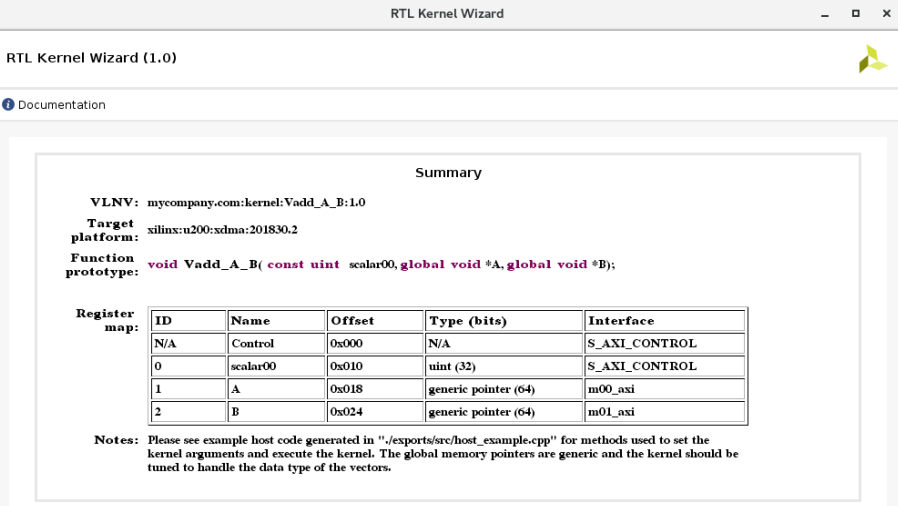 RTL Kernel Wizard
RTL Kernel Wizard (1.0)
Documentation
Summary
VLNV: mycompany.com:kernel:Vadd_A_B:1.0
Target platform: xilinx:u200:xdma:201830.2
Function prototype: void Vadd_A_B( const uint scalar00, global void *A, global void *B);
Register map:
ID Name Offset Type (bits) Interface
N/A Control 0x000 N/A S_AXI_CONTROL
0 scalar00 0x010 uint (32) S_AXI_CONTROL
1 A 0x018 generic pointer (64) m00_axi
2 B 0x024 generic pointer (64) m01_axi
Notes: Please see example host code generated in "./exports/src/host_example.cpp" for methods used to set the
kernel arguments and execute the kernel. The global memory pointers are generic and the kernel should be
tuned to handle the data type of the vectors.